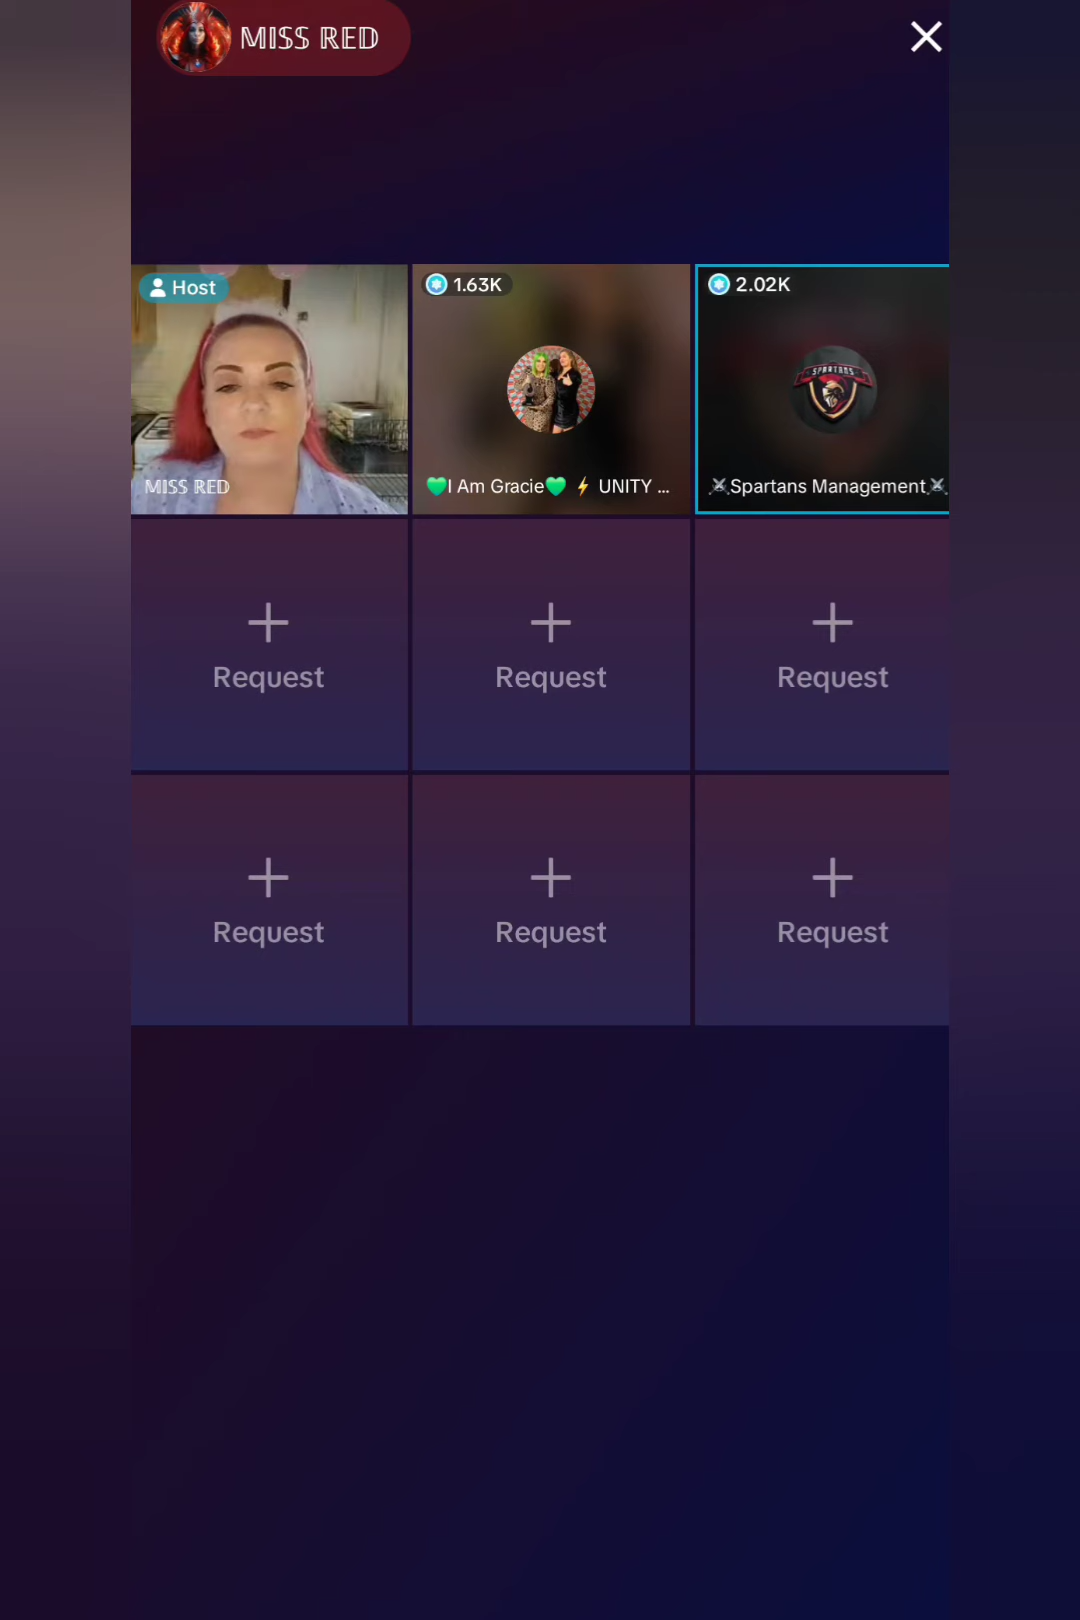 MISS RED
Host
1.63K
2.02K
SPARTANS
MISS RED
💚I Am Gracie💚 ⚡ UNITY ...
⚔️Spartans Management⚔️
Request
Request
Request
Request
Request
Request